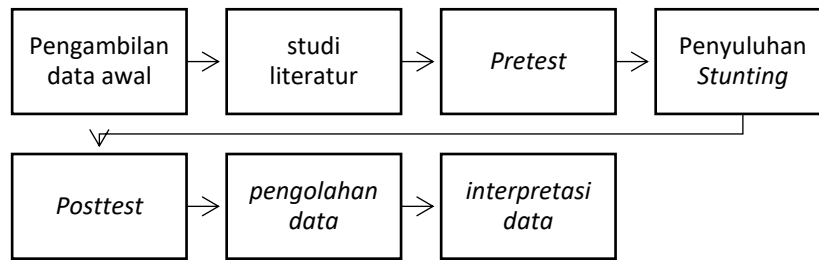 Pengambilan
data awal
studi
literatur
Pretest
Penyuluhan
Stunting
Posttest
pengolahan
data
interpretasi
data